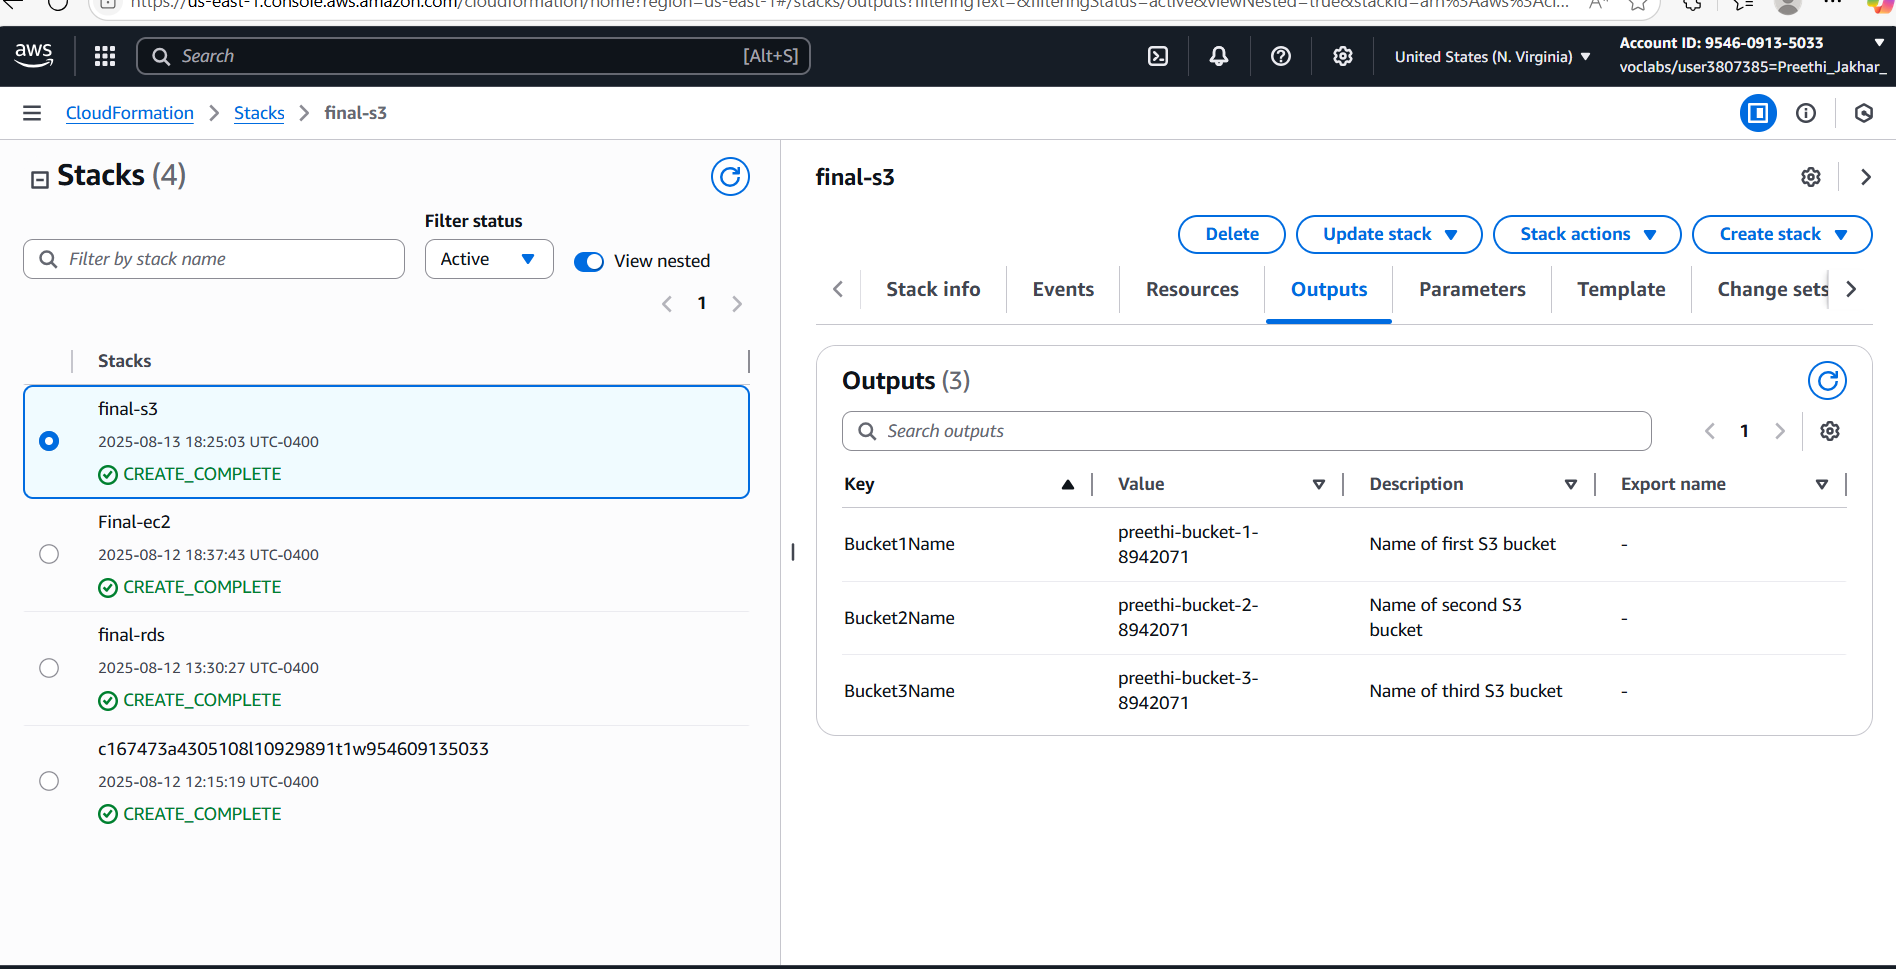 https://us-east-1.console.aws.amazon.com/cloudformation/home?region=us-east-1#/stacks/outputs?filteringText=&filteringStatus=active&viewNested=true&stackId=arn%3Aaws%3Acl...
aws
Search
[Alt+S]
United States (N. Virginia)
Account ID: 9546-0913-5033
voclabs/user3807385=Preethi_Jakhar_
CloudFormation
Stacks
final-s3
Stacks (4)
Filter status
Filter by stack name
Active
View nested
1
Stacks
final-s3
2025-08-13 18:25:03 UTC-0400
CREATE_COMPLETE
Final-ec2
2025-08-12 18:37:43 UTC-0400
CREATE_COMPLETE
final-rds
2025-08-12 13:30:27 UTC-0400
CREATE_COMPLETE
c167473a4305108l10929891t1w954609135033
2025-08-12 12:15:19 UTC-0400
CREATE_COMPLETE
final-s3
Delete
Update stack
Stack actions
Create stack
Stack info
Events
Resources
Outputs
Parameters
Template
Change sets
Outputs (3)
Search outputs
1
Key
Value
Description
Export name
Bucket1Name
preethi-bucket-1-
8942071
Name of first S3 bucket
-
Bucket2Name
preethi-bucket-2-
8942071
Name of second S3
bucket
-
Bucket3Name
preethi-bucket-3-
8942071
Name of third S3 bucket
-